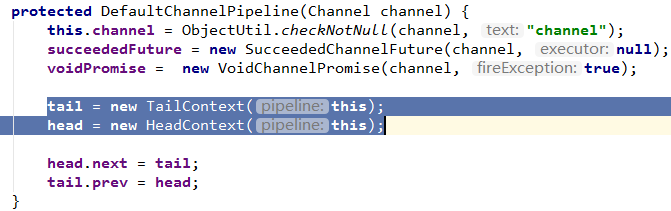 protected DefaultChannelPipeline(Channel channel) {
this.channel = ObjectUtil.checkNotNull(channel, text: "channel");
succeededFuture = new SucceededChannelFuture(channel, executor: null);
voidPromise =  new VoidChannelPromise(channel, fireException: true);
tail = new TailContext( pipeline: this);
head = new HeadContext( pipeline: this);
head.next = tail;
tail.prev = head;
}